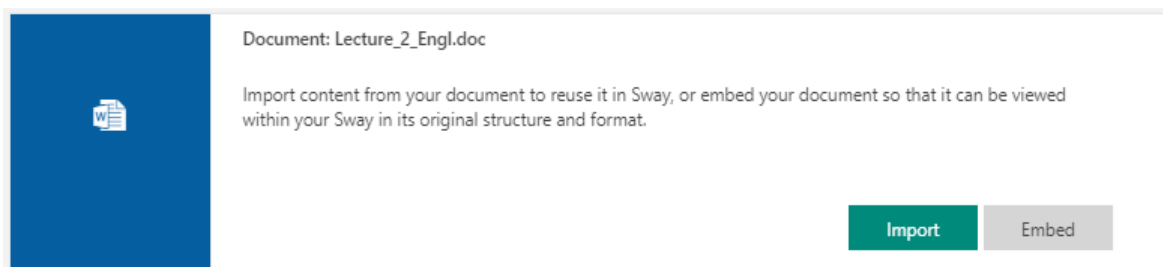 Document: Lecture_2_Engl.doc
Import content from your document to reuse it in Sway, or embed your document so that it can be viewed
within your Sway in its original structure and format.
W
Import Embed